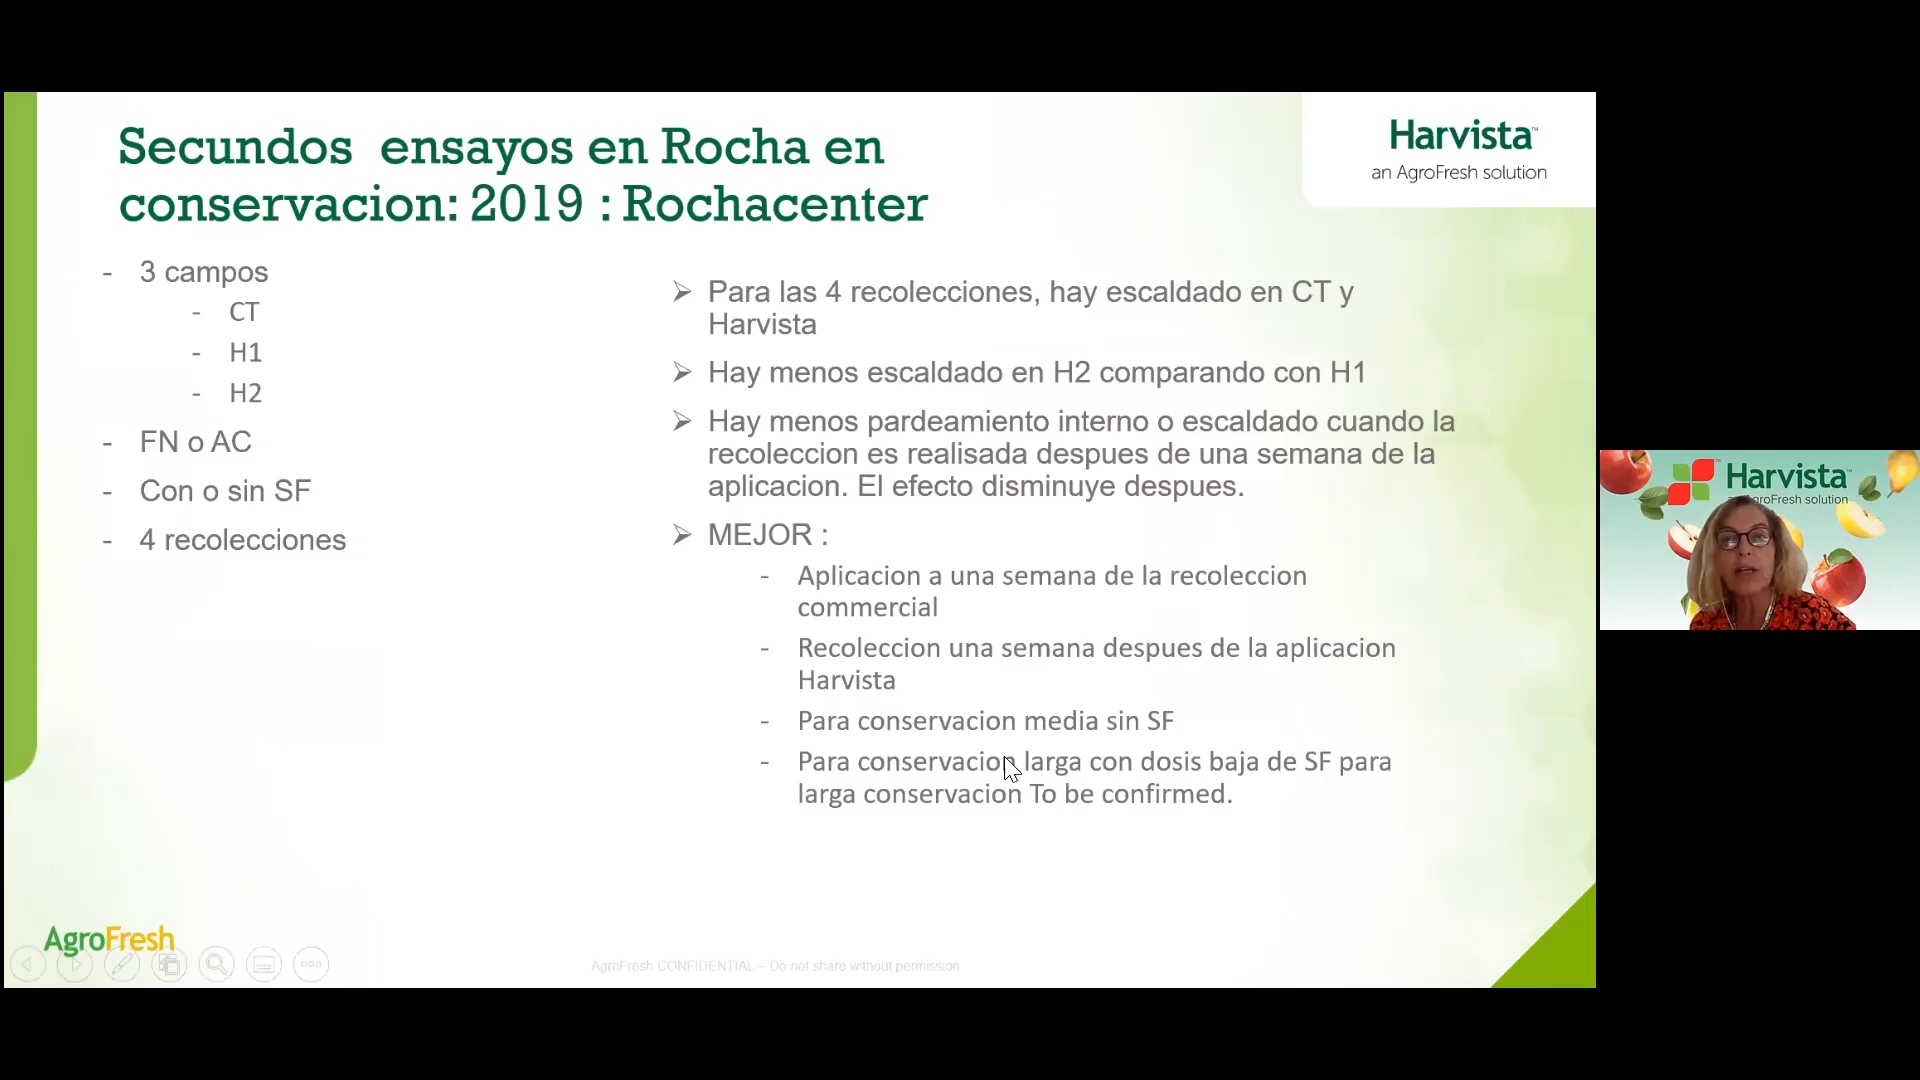 Secundos ensayos en Rocha en
conservacion: 2019 : Rochacenter
Harvista™
an AgroFresh solution
- 3 campos
- CT
- H1
- H2
- FN o AC
- Con o sin SF
- 4 recolecciones
➢ Para las 4 recolecciones, hay escaldado en CT y
Harvista
➢ Hay menos escaldado en H2 comparando con H1
➢ Hay menos pardeamiento interno o escaldado cuando la
recoleccion es realisada despues de una semana de la
aplicacion. El efecto disminuye despues.
➢ MEJOR :
- Aplicacion a una semana de la recoleccion
commercial
- Recoleccion una semana despues de la aplicacion
Harvista
- Para conservacion media sin SF
- Para conservacion larga con dosis baja de SF para
larga conservacion To be confirmed.
AgroFresh
AgroFresh CONFIDENTIAL – Do not share without permission
Harvista™
an AgroFresh solution